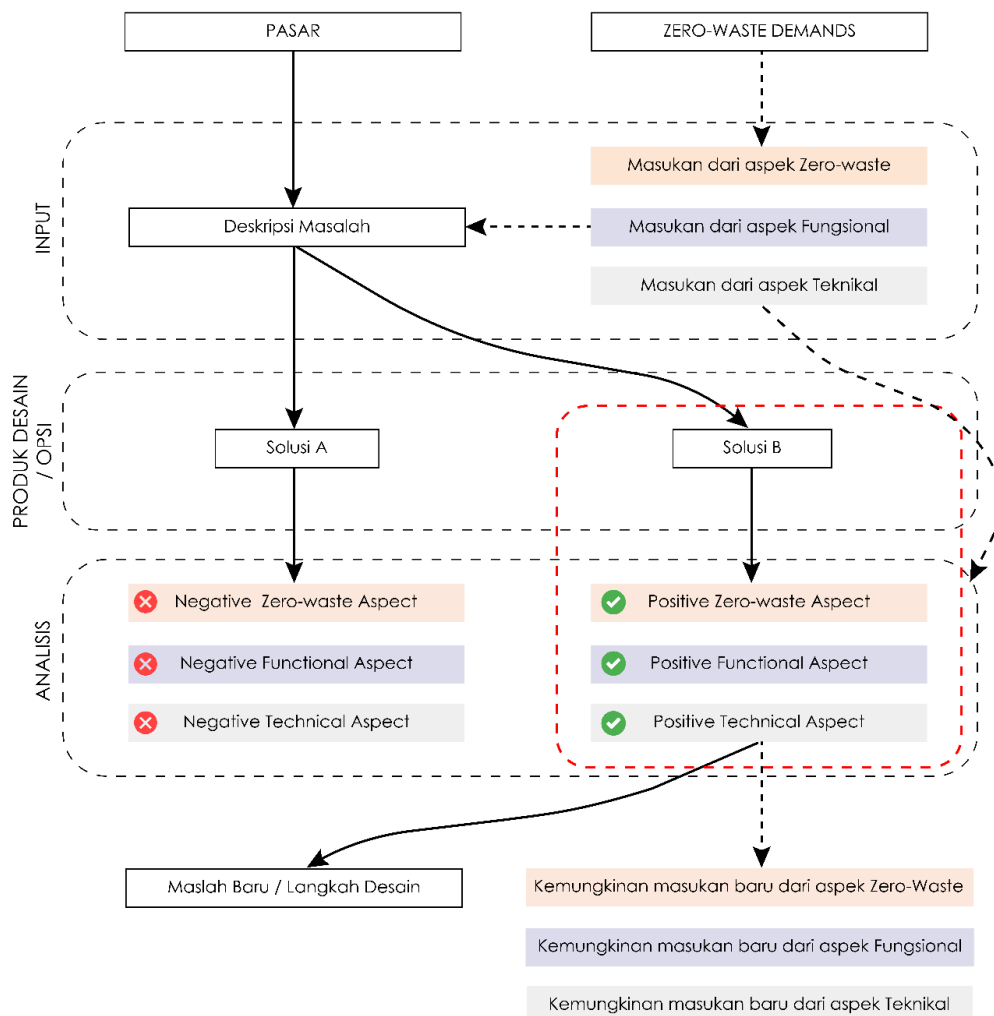 PASAR
ZERO-WASTE DEMANDS
INPUT
Masukan dari aspek Zero-waste
Deskripsi Masalah
Masukan dari aspek Fungsional
Masukan dari aspek Teknikal
PRODUK DESAIN
/ OPSI
Solusi A
Solusi B
ANALISIS
Negative Zero-waste Aspect
Positive Zero-waste Aspect
Negative Functional Aspect
Positive Functional Aspect
Negative Technical Aspect
Positive Technical Aspect
Maslah Baru / Langkah Desain
Kemungkinan masukan baru dari aspek Zero-Waste
Kemungkinan masukan baru dari aspek Fungsional
Kemungkinan masukan baru dari aspek Teknikal